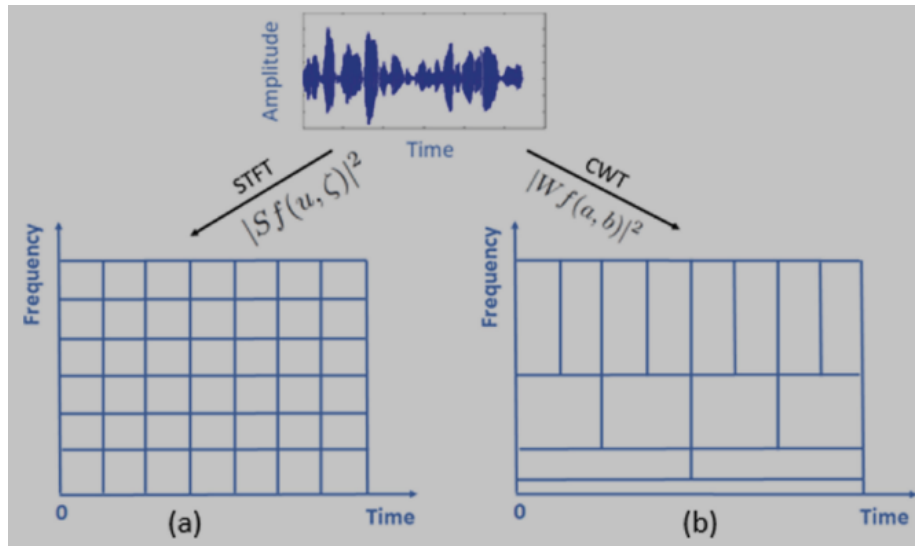 Amplitude
Time
STFT
|Sf(u, ζ)|²
CWT
|Wf(a, b)|²
Frequency
0
(a)
Time
Frequency
0
(b)
Time